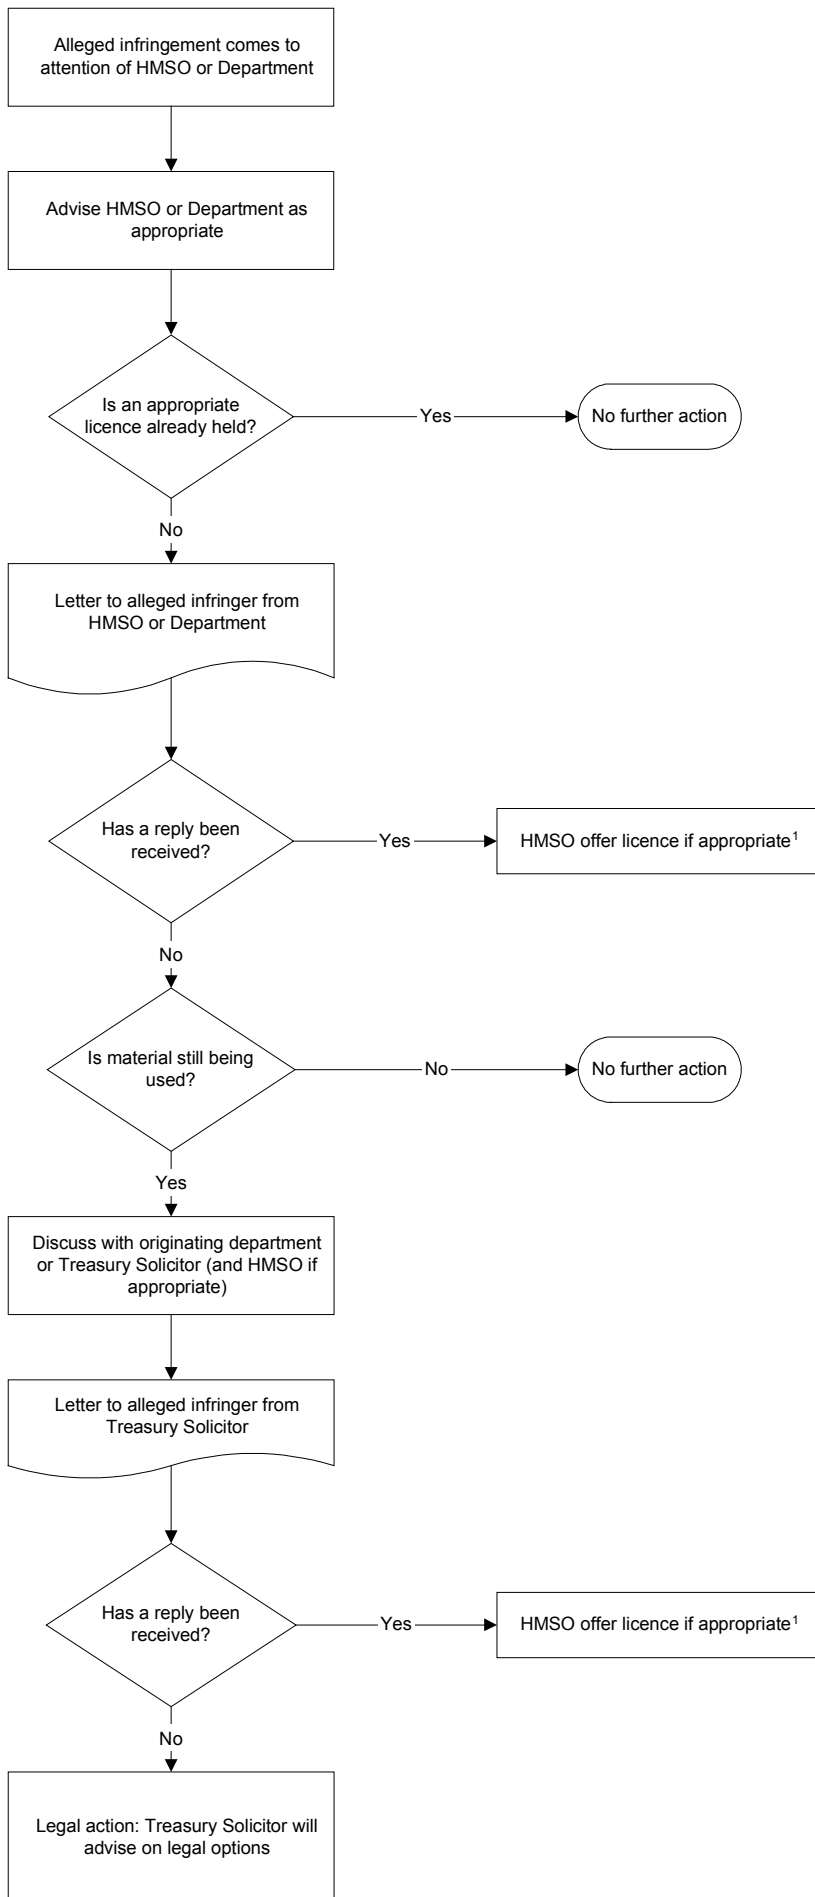 Alleged infringement comes to
attention of HMSO or Department
Advise HMSO or Department as
appropriate
Is an appropriate
licence already held?
Yes
No further action
No
Letter to alleged infringer from
HMSO or Department
Has a reply been
received?
Yes
HMSO offer licence if appropriate¹
No
Is material still being
used?
No
No further action
Yes
Discuss with originating department
or Treasury Solicitor (and HMSO if
appropriate)
Letter to alleged infringer from
Treasury Solicitor
Has a reply been
received?
Yes
HMSO offer licence if appropriate¹
No
Legal action: Treasury Solicitor will
advise on legal options